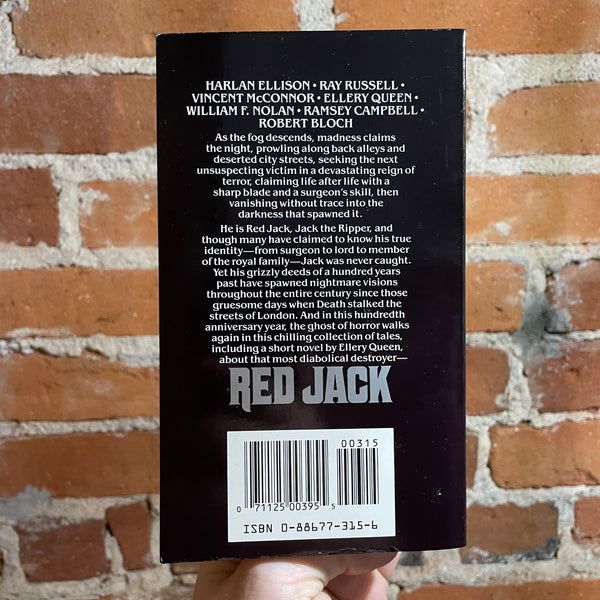 HARLAN ELLISON • RAY RUSSELL •
VINCENT McCONNOR • ELLERY QUEEN •
WILLIAM F. NOLAN • RAMSEY CAMPBELL •
ROBERT BLOCH
As the fog descends, madness claims
the night, prowling along back alleys and
deserted city streets, seeking the next
unsuspecting victim in a devastating reign of
terror, claiming life after life with a
sharp blade and a surgeon's skill, then
vanishing without trace into the
darkness that spawned it.
He is Red Jack, Jack the Ripper, and
though many have claimed to know his true
identity—from surgeon to lord to member
of the royal family—Jack was never caught.
Yet his grizzly deeds of a hundred years
past have spawned nightmare visions
throughout the entire century since those
gruesome days when Death stalked the
streets of London. And in this hundredth
anniversary year, the ghost of horror walks
again in this chilling collection of tales,
including a short novel by Ellery Queen,
about that most diabolical destroyer—
RED JACK
00315
0 71125 00395 5
ISBN 0-88677-315-6